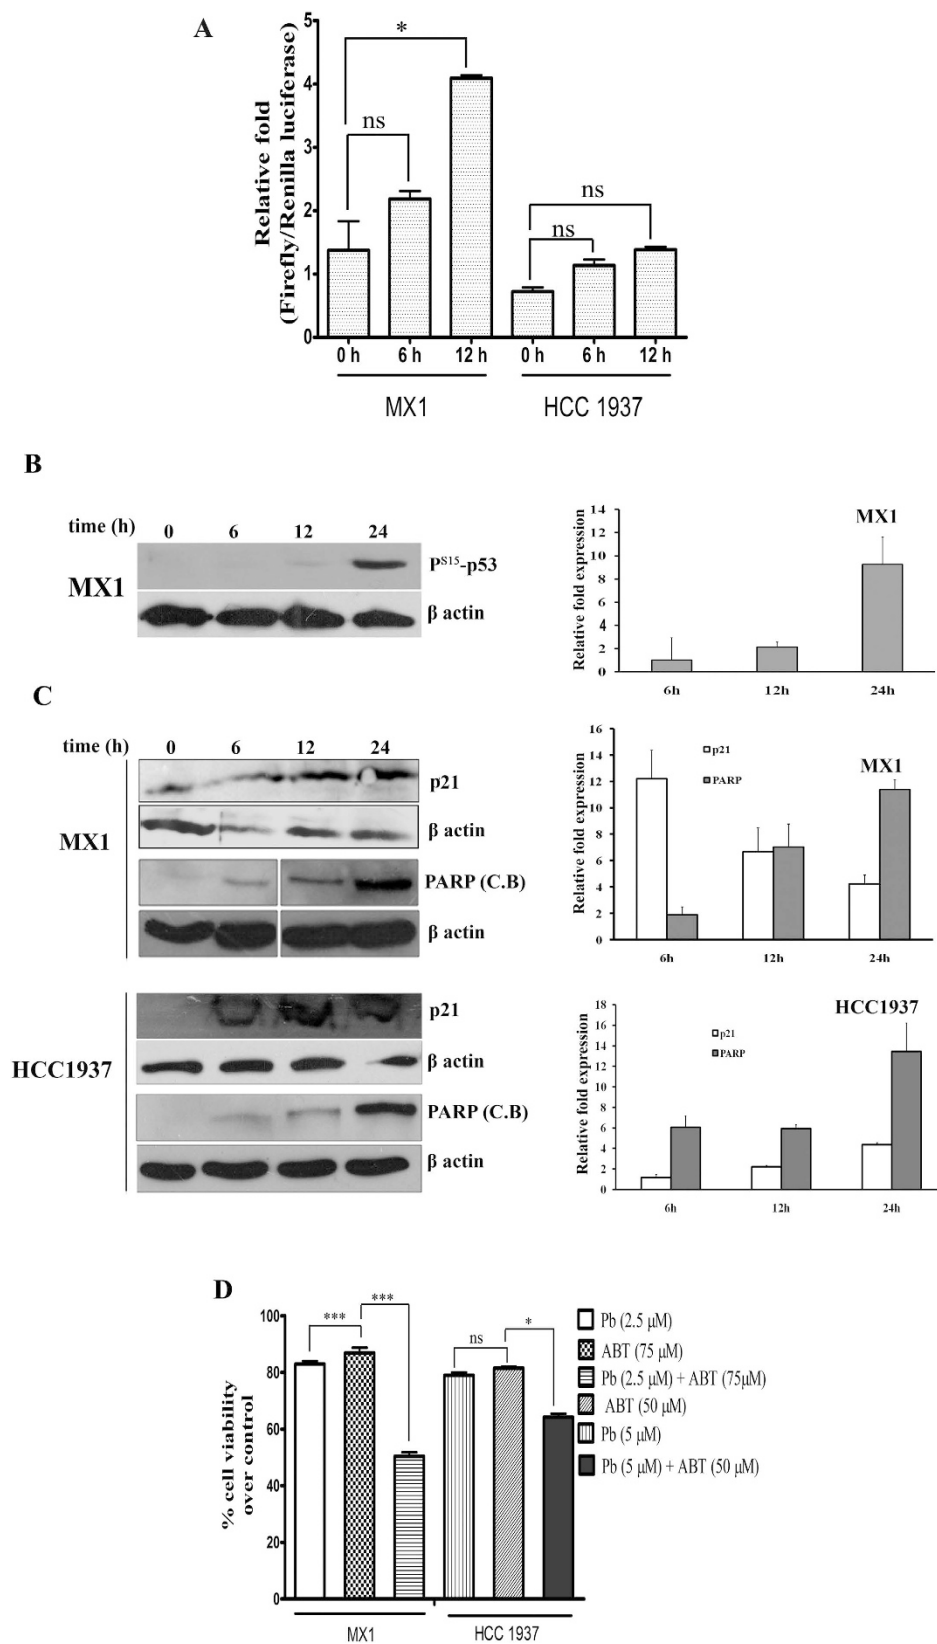 A
Relative fold
(Firefly/Renilla luciferase)
5
4
3
2
1
0
*
ns
ns
ns
0 h 6 h 12 h 0 h 6 h 12 h
MX1 HCC 1937
B
time (h) 0 6 12 24
MX1
P^S15-p53
β actin
Relative fold expression
14
12
10
8
6
4
2
0
MX1
6h 12h 24h
C
time (h) 0 6 12 24
MX1
p21
β actin
PARP (C.B)
β actin
Relative fold expression
16
14
12
10
8
6
4
2
0
p21
PARP
MX1
6h 12h 24h
HCC1937
p21
β actin
PARP (C.B)
β actin
Relative fold expression
18
16
14
12
10
8
6
4
2
0
p21
PARP
HCC1937
6h 12h 24h
D
% cell viability
over control
100
80
60
40
20
0
*** ***
ns *
MX1 HCC 1937
Pb (2.5 μM)
ABT (75 μM)
Pb (2.5 μM) + ABT (75μM)
ABT (50 μM)
Pb (5 μM)
Pb (5 μM) + ABT (50 μM)